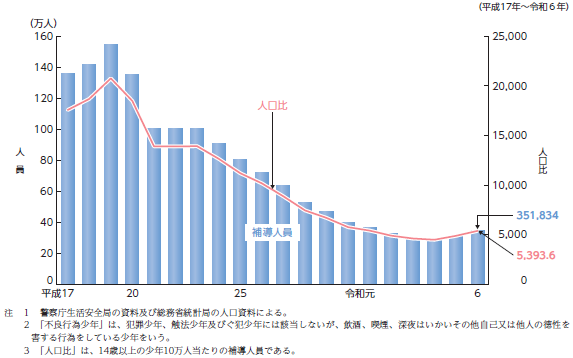 (平成17年~令和6年)
(万人)
160
140
120
100
80
60
40
20
0
人員
25,000
20,000
15,000
10,000
5,000
0
人口比
人口比
補導人員
351,834
5,393.6
平成17
20
25
令和元
6
注 1 警察庁生活安全局の資料及び総務省統計局の人口資料による。
2 「不良行為少年」は、犯罪少年、触法少年及びぐ犯少年には該当しないが、飲酒、喫煙、深夜はいかいその他自己又は他人の徳性を
害する行為をしている少年をいう。
3 「人口比」は、14歳以上の少年10万人当たりの補導人員である。